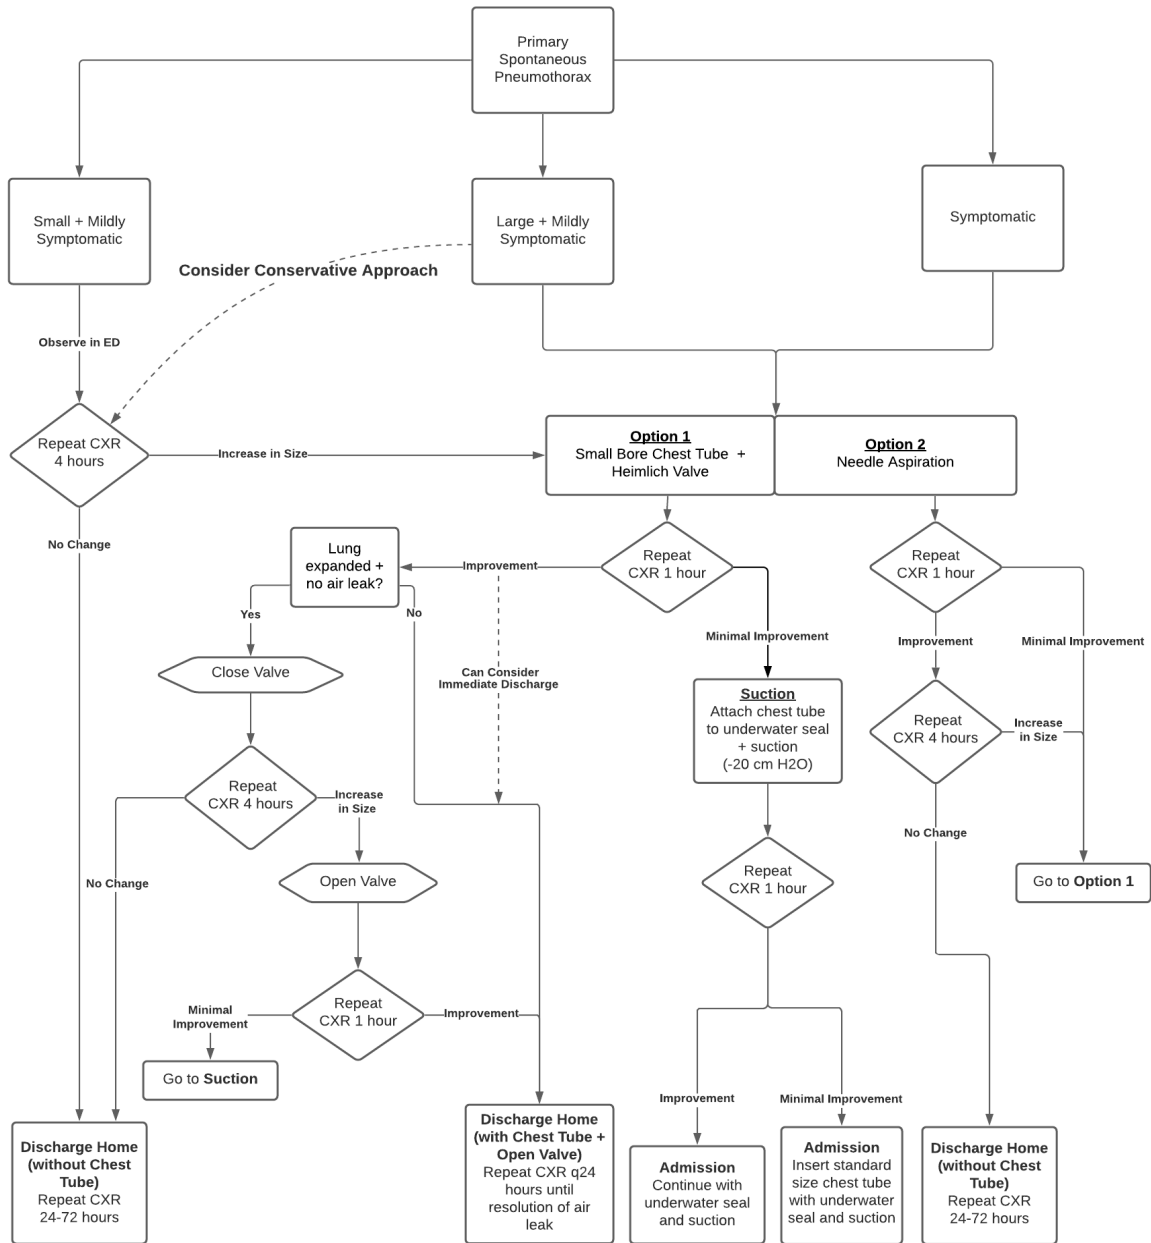 Primary
Spontaneous
Pneumothorax
Small + Mildly
Symptomatic
Large + Mildly
Symptomatic
Symptomatic
Consider Conservative Approach
Observe in ED
Repeat CXR
4 hours
Increase in Size
Option 1
Small Bore Chest Tube +
Heimlich Valve
Option 2
Needle Aspiration
No Change
Lung
expanded +
no air leak?
Improvement
Repeat
CXR 1 hour
Repeat
CXR 1 hour
Yes
No
Minimal Improvement
Improvement
Minimal Improvement
Close Valve
Can Consider
Immediate Discharge
Suction
Attach chest tube
to underwater seal
+ suction
(-20 cm H2O)
Repeat
CXR 4 hours
Increase
in Size
Repeat
CXR 4 hours
Increase
in Size
No Change
No Change
Open Valve
Repeat
CXR 1 hour
Go to Option 1
Minimal
Improvement
Repeat
CXR 1 hour
Improvement
Go to Suction
Improvement
Minimal Improvement
Discharge Home
(without Chest
Tube)
Repeat CXR
24-72 hours
Discharge Home
(with Chest Tube +
Open Valve)
Repeat CXR q24
hours until
resolution of air
leak
Admission
Continue with
underwater seal
and suction
Admission
Insert standard
size chest tube
with underwater
seal and suction
Discharge Home
(without Chest
Tube)
Repeat CXR
24-72 hours